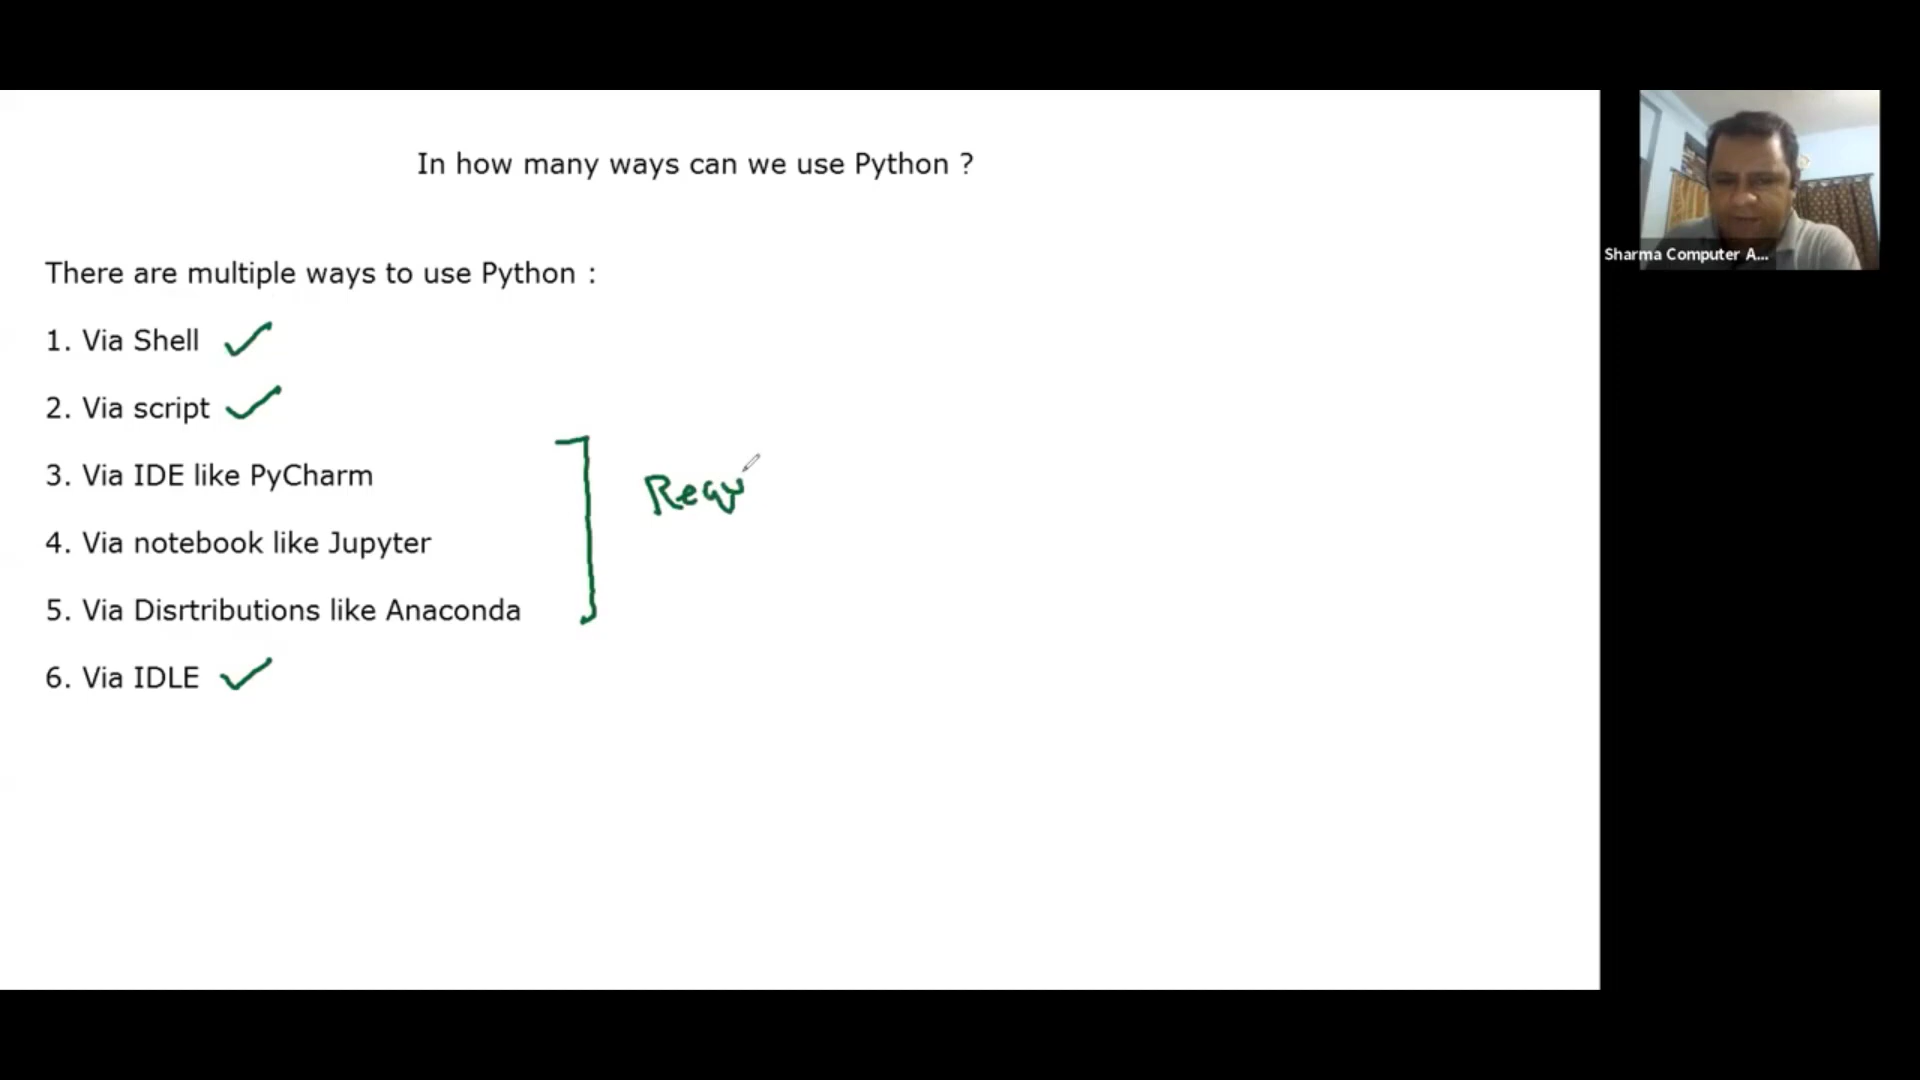 In how many ways can we use Python ?
There are multiple ways to use Python :
1. Via Shell
2. Via script
3. Via IDE like PyCharm
4. Via notebook like Jupyter
5. Via Disrtributions like Anaconda
6. Via IDLE
Sharma Computer A...